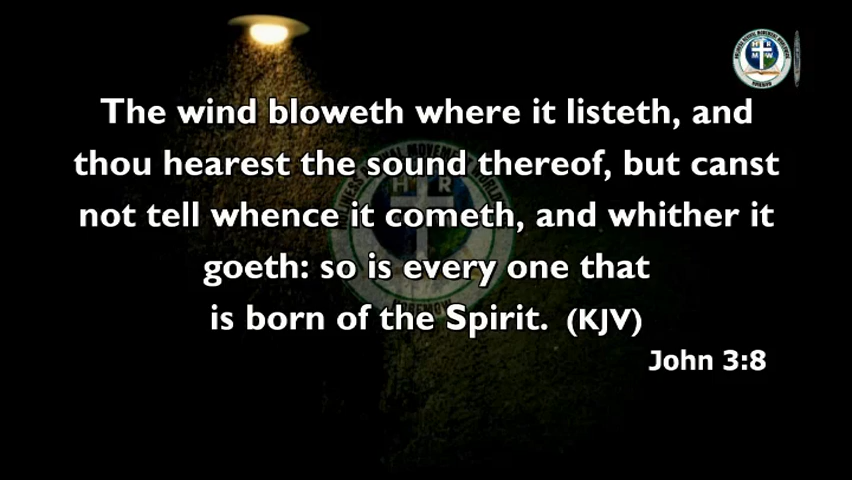 The wind bloweth where it listeth, and
thou hearest the sound thereof, but canst
not tell whence it cometh, and whither it
goeth: so is every one that
is born of the Spirit. (KJV)
John 3:8
H R
M W